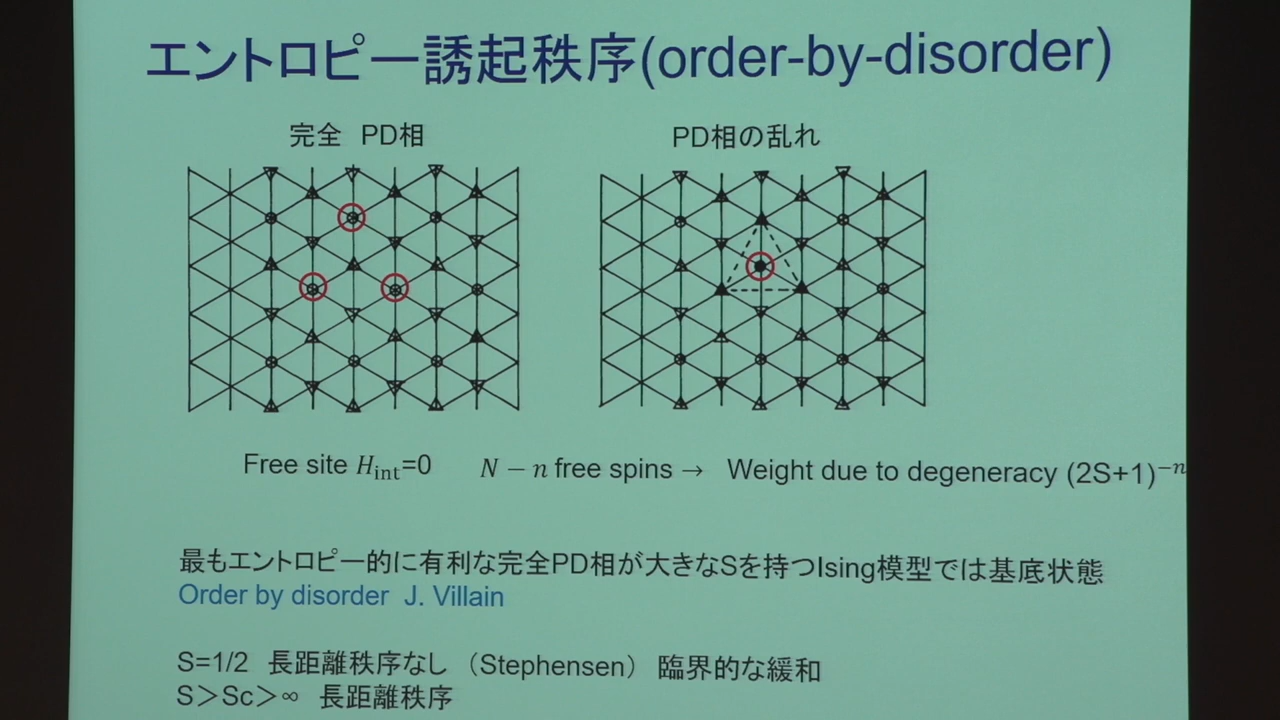 エントロピー誘起秩序(order-by-disorder)
完全 PD相
PD相の乱れ
Free site H_int=0 N − n free spins → Weight due to degeneracy (2S+1)^−n
最もエントロピー的に有利な完全PD相が大きなSを持つIsing模型では基底状態
Order by disorder J. Villain
S=1/2 長距離秩序なし （Stephensen） 臨界的な緩和
S＞Sc＞∞ 長距離秩序